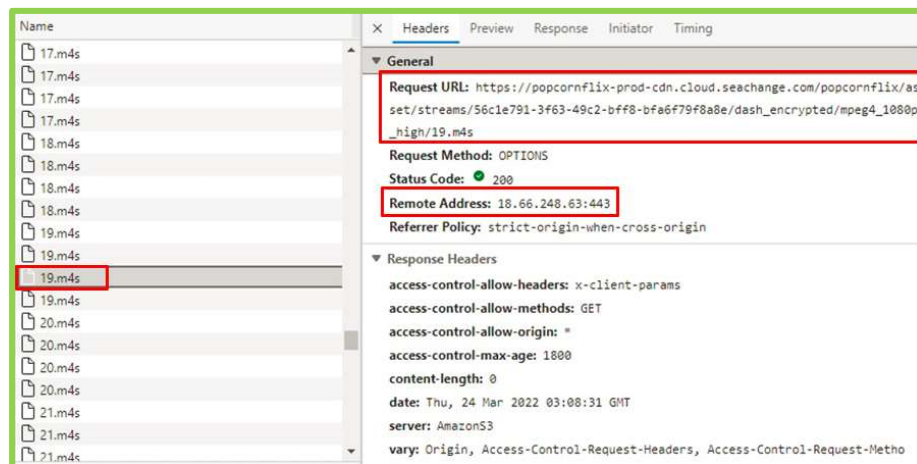 Name
17.m4s
17.m4s
17.m4s
17.m4s
18.m4s
18.m4s
18.m4s
18.m4s
19.m4s
19.m4s
19.m4s
19.m4s
20.m4s
20.m4s
20.m4s
20.m4s
21.m4s
21.m4s
21.m4s
× Headers Preview Response Initiator Timing
General
Request URL: https://popcornflix-prod-cdn.cloud.seachange.com/popcornflix/as
set/streams/56c1e791-3f63-49c2-bff8-bfa6f79f8a8e/dash_encrypted/mpeg4_1080p
_high/19.m4s
Request Method: OPTIONS
Status Code: 200
Remote Address: 18.66.248.63:443
Referrer Policy: strict-origin-when-cross-origin
Response Headers
access-control-allow-headers: x-client-params
access-control-allow-methods: GET
access-control-allow-origin: *
access-control-max-age: 1800
content-length: 0
date: Thu, 24 Mar 2022 03:08:31 GMT
server: AmazonS3
vary: Origin, Access-Control-Request-Headers, Access-Control-Request-Metho